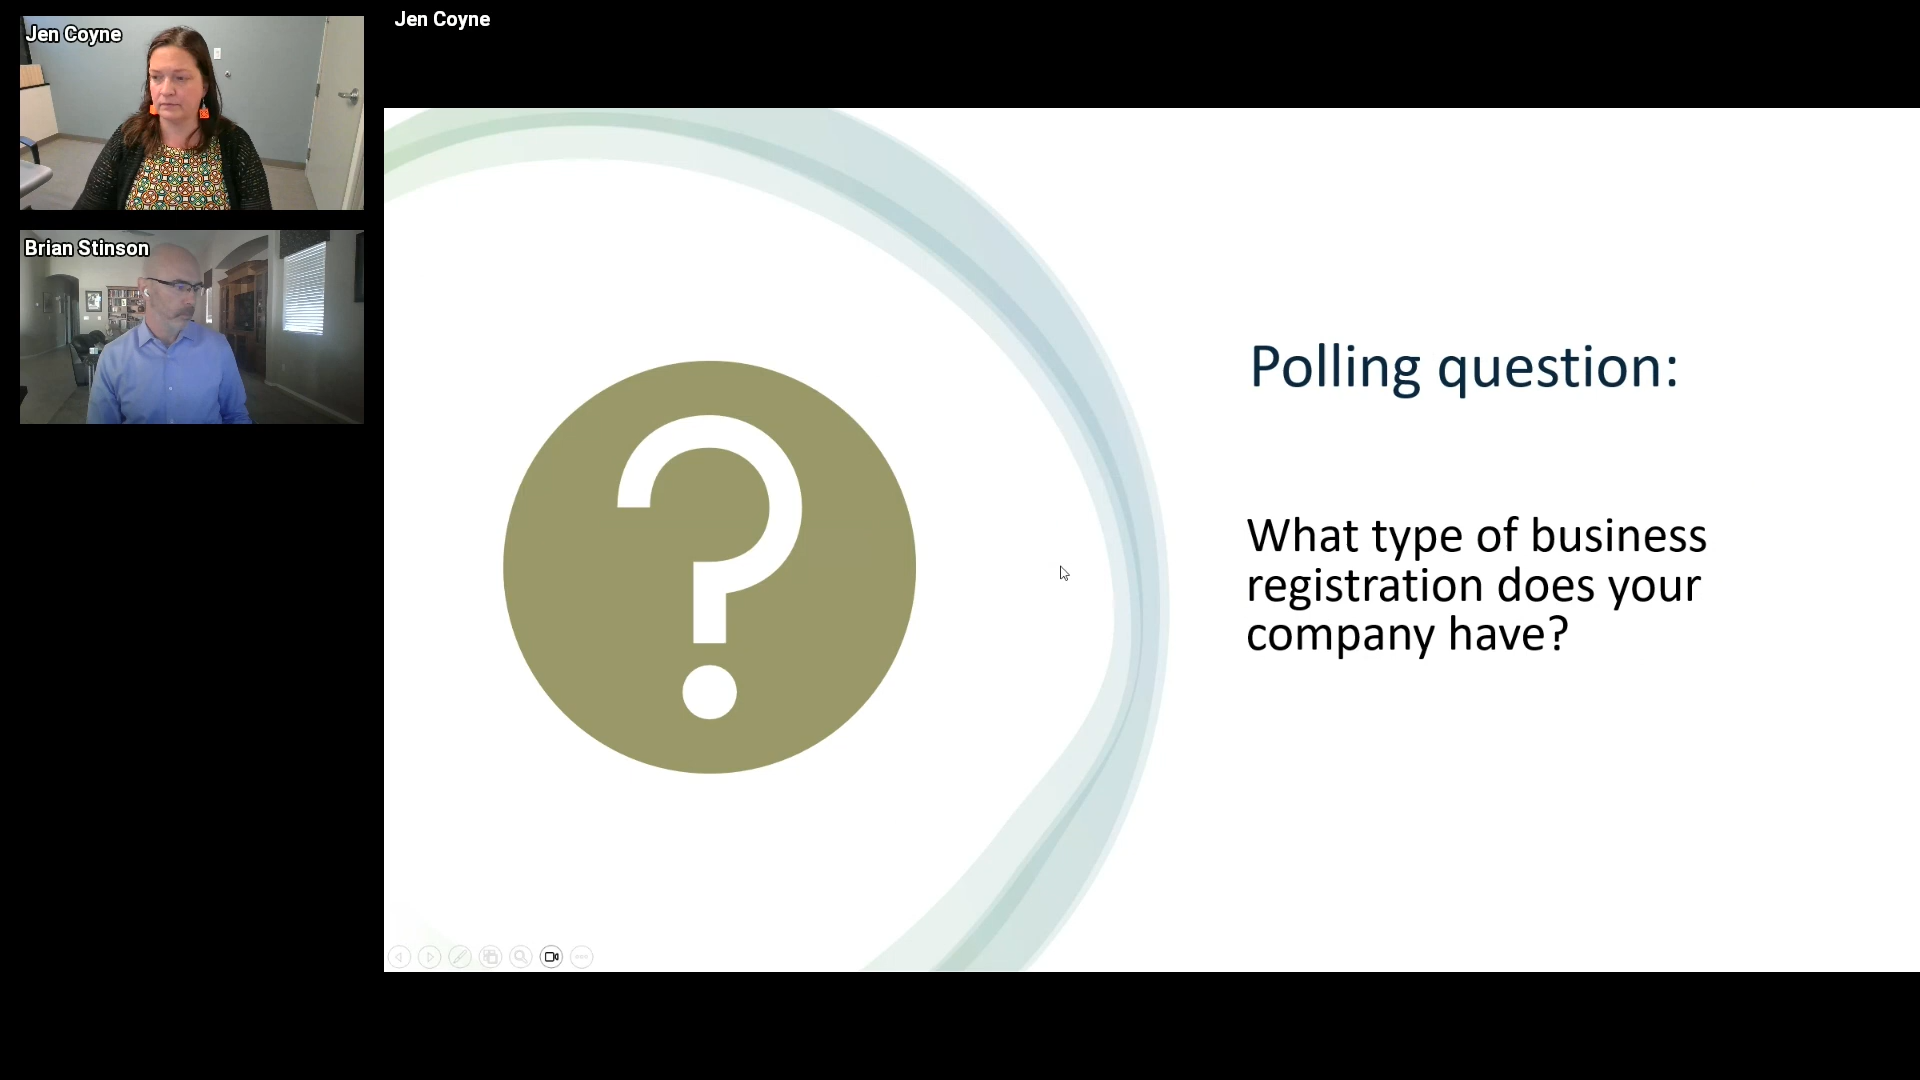 Jen Coyne
Brian Stinson
Jen Coyne
Polling question:
What type of business
registration does your
company have?